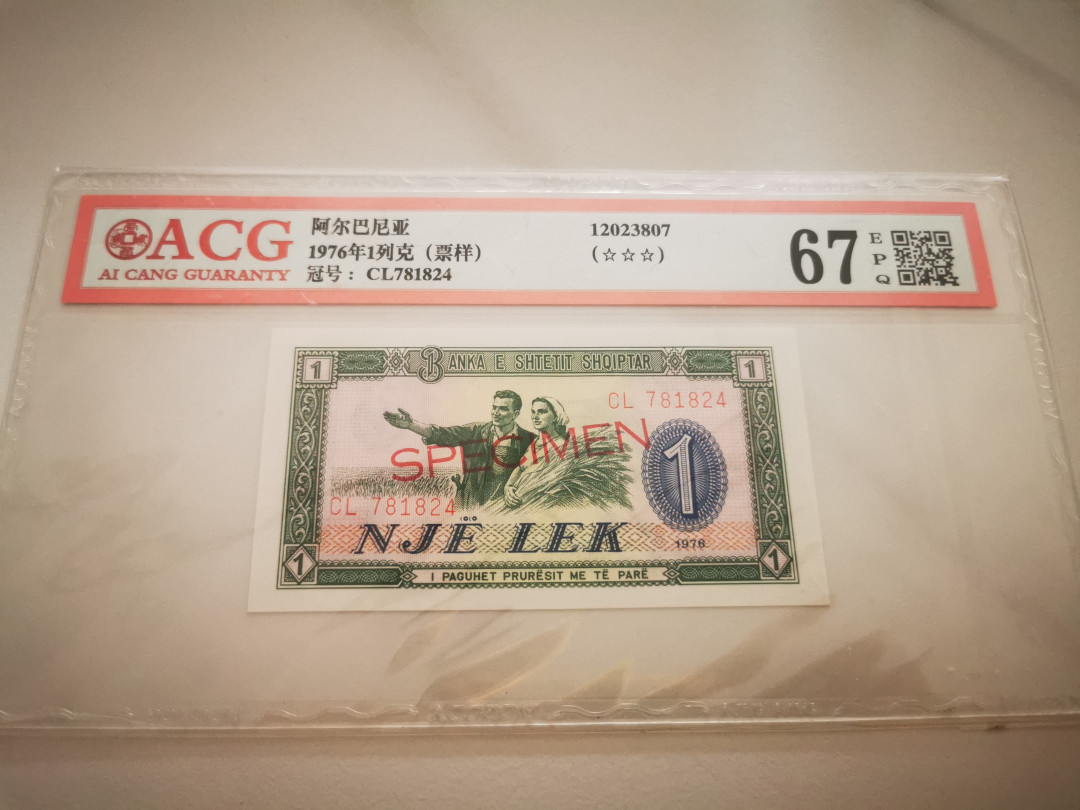 ACG
AI CANG GUARANTY
阿尔巴尼亚
1976年1列克（票样）
冠号：CL781824
12023807
(☆☆☆)
67
EPQ
1
BANKA E SHTETIT SHQIPTAR
1
CL 781824
SPECIMEN
1
CL 781824
NJË LEK
1976
1
I PAGUHET PRURËSIT ME TË PARË
1